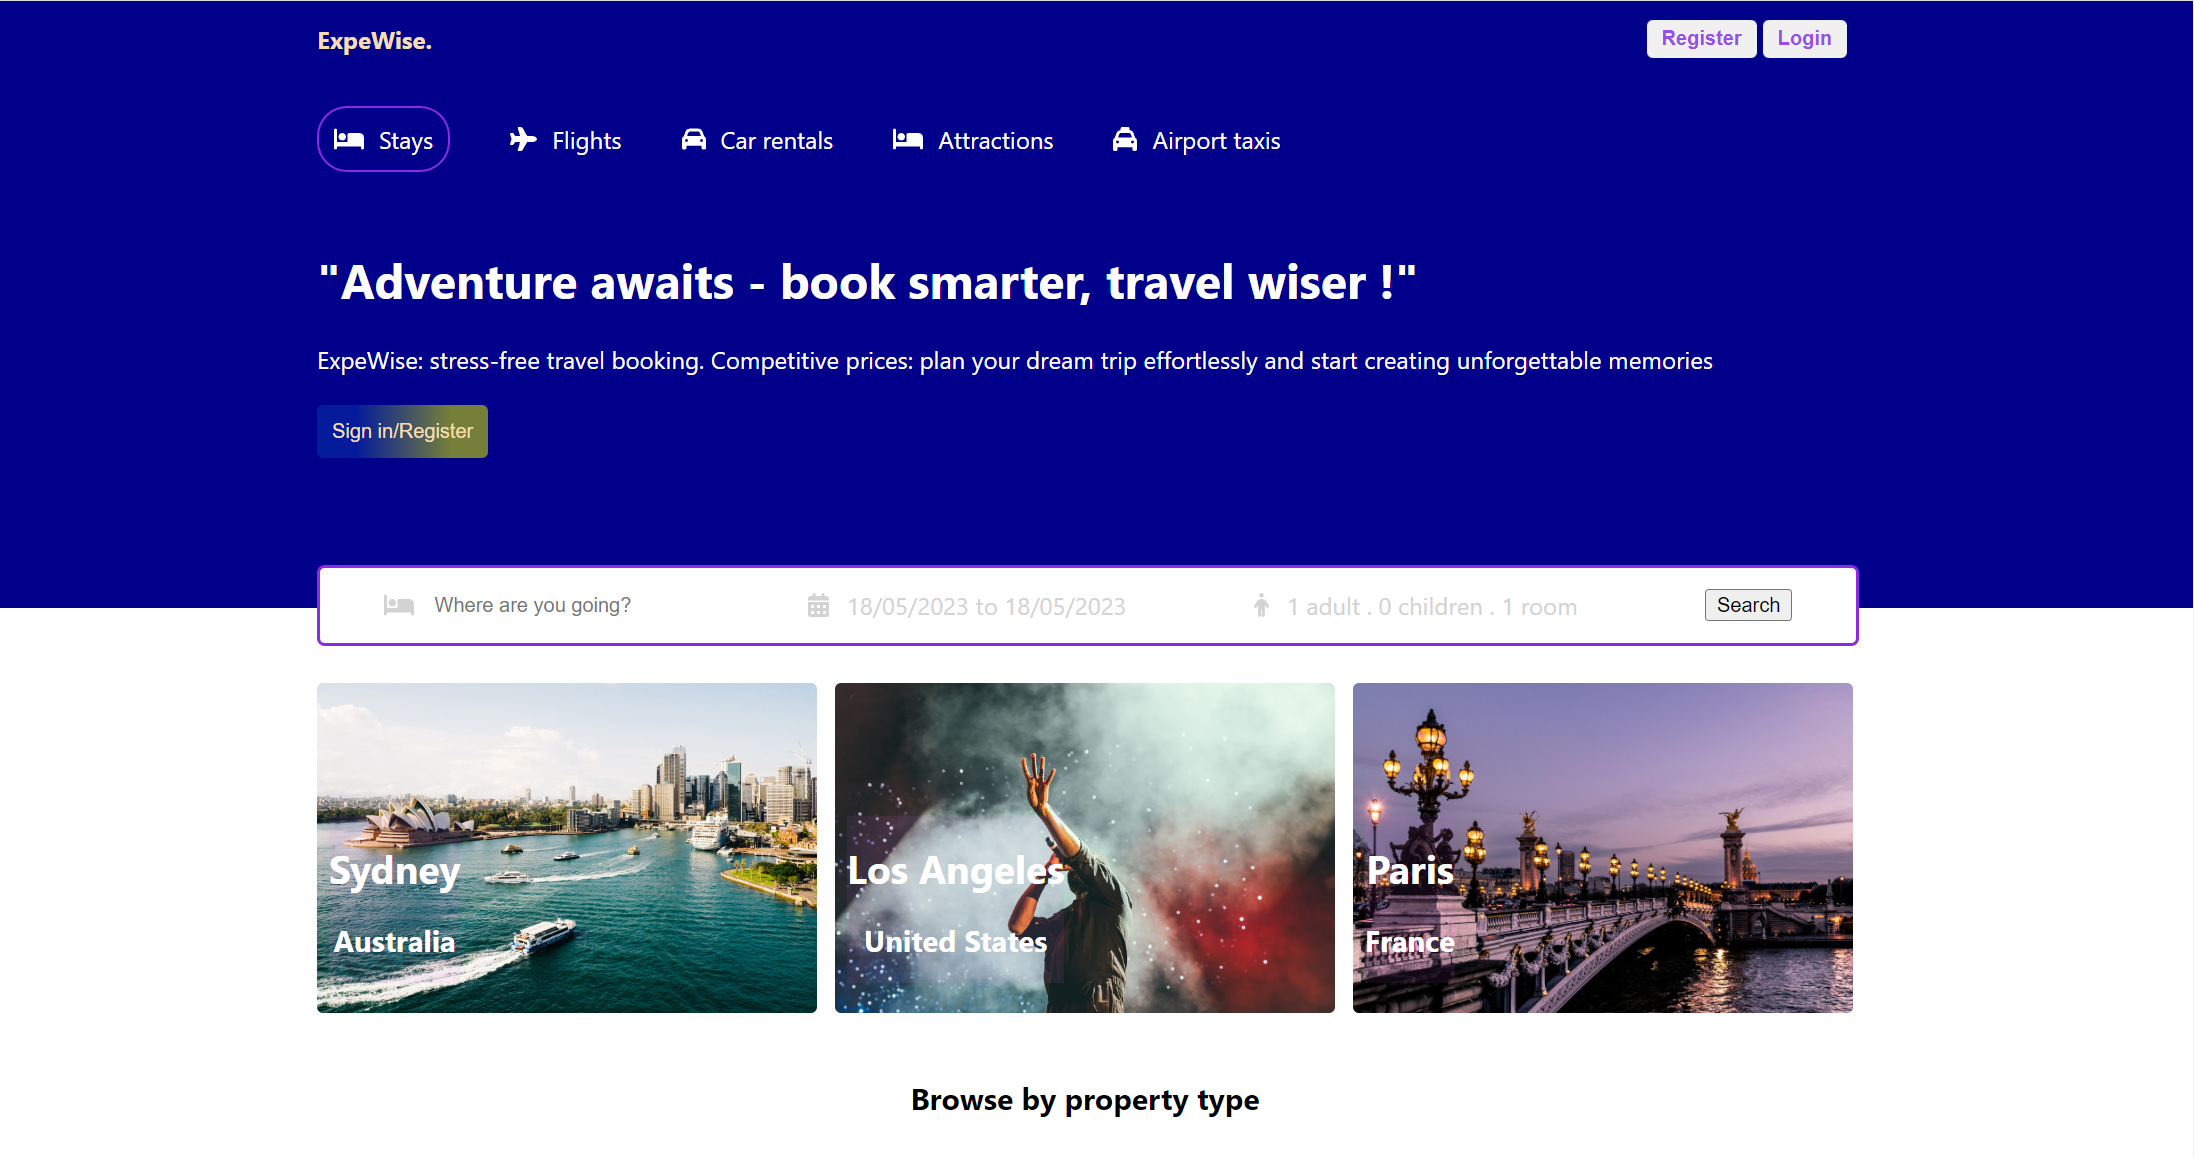 ExpeWise.
Register Login
Stays Flights Car rentals Attractions Airport taxis
"Adventure awaits - book smarter, travel wiser !"
ExpeWise: stress-free travel booking. Competitive prices: plan your dream trip effortlessly and start creating unforgettable memories
Sign in/Register
Where are you going? 18/05/2023 to 18/05/2023 1 adult . 0 children . 1 room Search
Sydney
Australia
Los Angeles
United States
Paris
France
Browse by property type